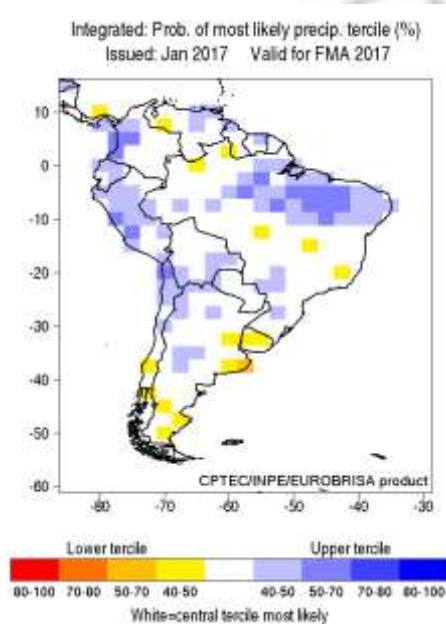 Integrated: Prob. of most likely precip. tercile (%)
Issued: Jan 2017 Valid for FMA 2017
10
0
-10
-20
-30
-40
-50
-60
CPTEC/INPE/EUROBRISA product
-80 -70 -60 -50 -40 -30
Lower tercile Upper tercile
80-100 70-80 50-70 40-50 40-50 50-70 70-80 80-100
White=central tercile most likely